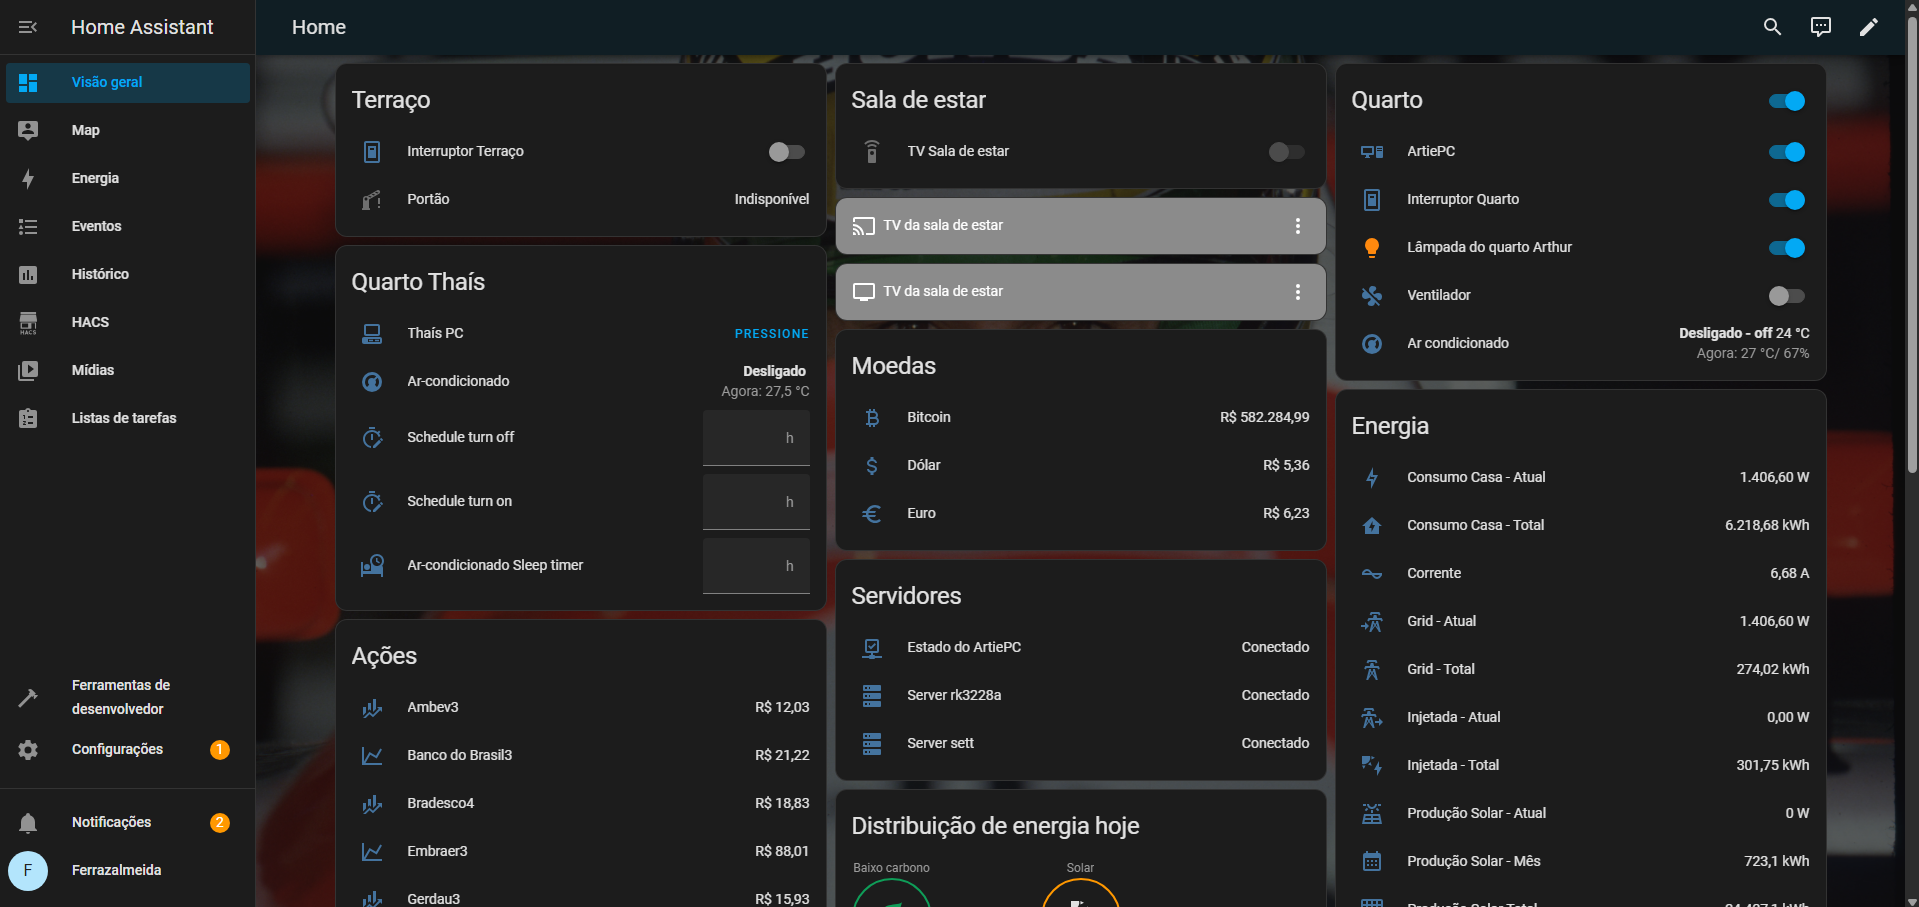 Home Assistant
Visão geral
Map
Energia
Eventos
Histórico
HACS
HACS
Mídias
Listas de tarefas
Ferramentas de
desenvolvedor
Configurações 1
Notificações 2
F Ferrazalmeida
Home
Terraço
Interruptor Terraço
Portão Indisponível
Quarto Thaís
Thaís PC PRESSIONE
Ar-condicionado Desligado
Agora: 27,5 °C
Schedule turn off h
Schedule turn on h
Ar-condicionado Sleep timer h
Ações
Ambev3 R$ 12,03
Banco do Brasil3 R$ 21,22
Bradesco4 R$ 18,83
Embraer3 R$ 88,01
Gerdau3 R$ 15,93
Sala de estar
TV Sala de estar
TV da sala de estar
TV da sala de estar
Moedas
Bitcoin R$ 582.284,99
Dólar R$ 5,36
Euro R$ 6,23
Servidores
Estado do ArtiePC Conectado
Server rk3228a Conectado
Server sett Conectado
Distribuição de energia hoje
Baixo carbono Solar
Quarto
ArtiePC
Interruptor Quarto
Lâmpada do quarto Arthur
Ventilador
Ar condicionado Desligado - off 24 °C
Agora: 27 °C/ 67%
Energia
Consumo Casa - Atual 1.406,60 W
Consumo Casa - Total 6.218,68 kWh
Corrente 6,68 A
Grid - Atual 1.406,60 W
Grid - Total 274,02 kWh
Injetada - Atual 0,00 W
Injetada - Total 301,75 kWh
Produção Solar - Atual 0 W
Produção Solar - Mês 723,1 kWh